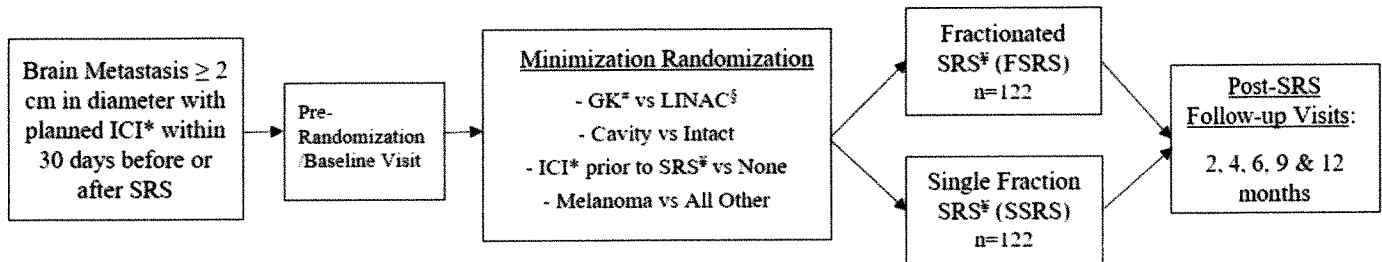 Brain Metastasis ≥ 2
cm in diameter with
planned ICI* within
30 days before or
after SRS
Pre-
Randomization
/Baseline Visit
Minimization Randomization
- GK# vs LINAC§
- Cavity vs Intact
- ICI* prior to SRS¥ vs None
- Melanoma vs All Other
Fractionated
SRS¥ (FSRS)
n=122
Single Fraction
SRS¥ (SSRS)
n=122
Post-SRS
Follow-up Visits:
2, 4, 6, 9 & 12
months